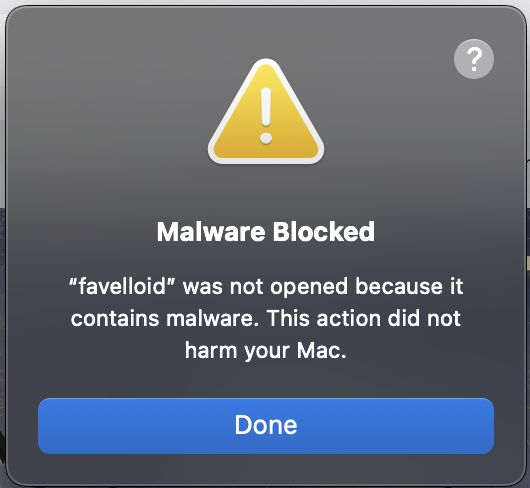 ?
Malware Blocked
“favelloid” was not opened because it
contains malware. This action did not
harm your Mac.
Done